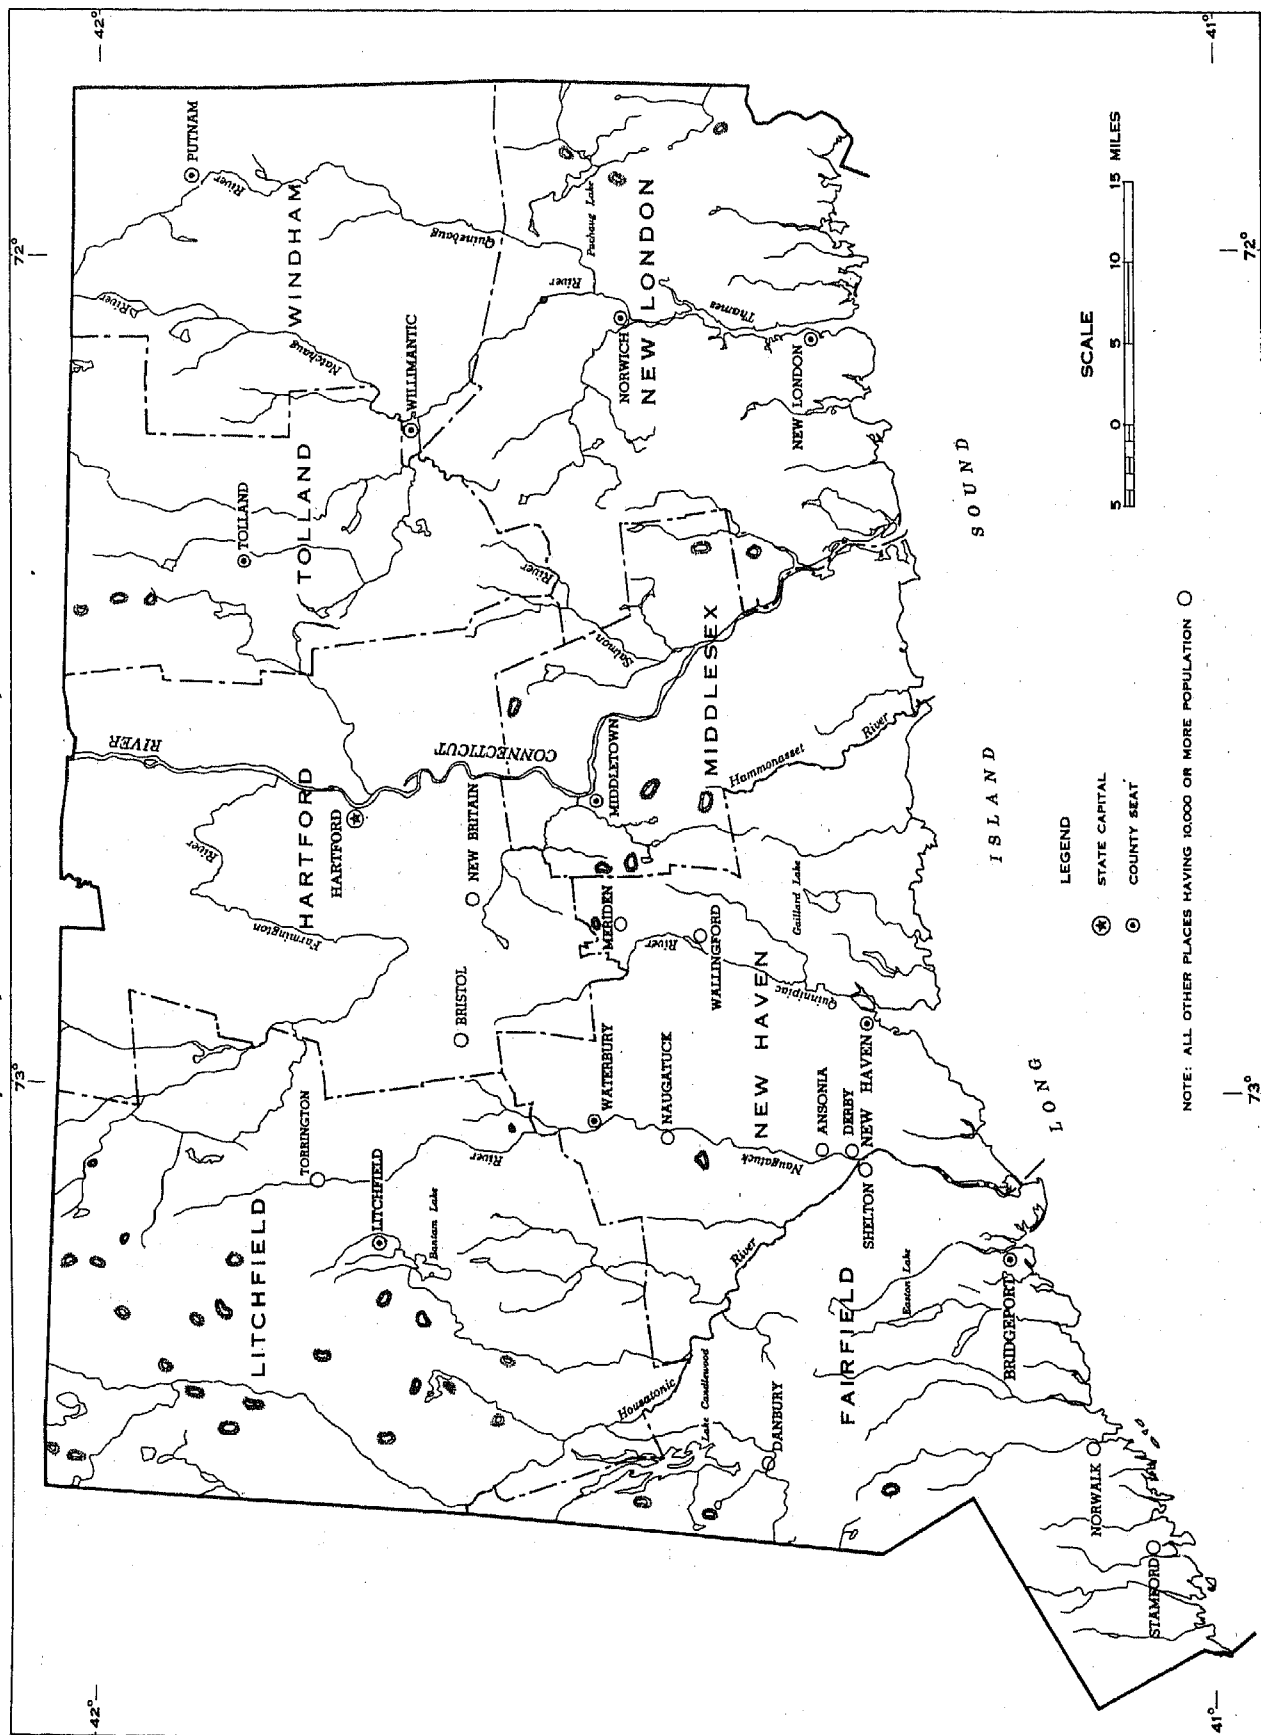 42°
72°
73°
42°
PUTNAM
River
WINDHAM
River
Natchaug
Quinebaug
WILLIMANTIC
TOLLAND
TOLLAND
RIVER
CONNECTICUT
HARTFORD
HARTFORD
River
Farmington
NEW BRITAIN
BRISTOL
TORRINGTON
LITCHFIELD
LITCHFIELD
Bantam Lake
River
Pachaug Lake
River
NORWICH
NEW LONDON
Thames
NEW LONDON
River
Salmon
MIDDLETOWN
MIDDLESEX
Hammonasset
River
MERIDEN
River
WALLINGFORD
Quinnipiac
Gaillard Lake
WATERBURY
NAUGATUCK
NEW HAVEN
Naugatuck
ANSONIA
DERBY
NEW HAVEN
SHELTON
River
Housatonic
Lake Candlewood
DANBURY
FAIRFIELD
Easton Lake
BRIDGEPORT
NORWALK
STAMFORD
LONG
ISLAND
SOUND
SCALE
5 0 5 10 15 MILES
LEGEND
STATE CAPITAL
COUNTY SEAT
NOTE: ALL OTHER PLACES HAVING 10,000 OR MORE POPULATION
41°
72°
73°
41°